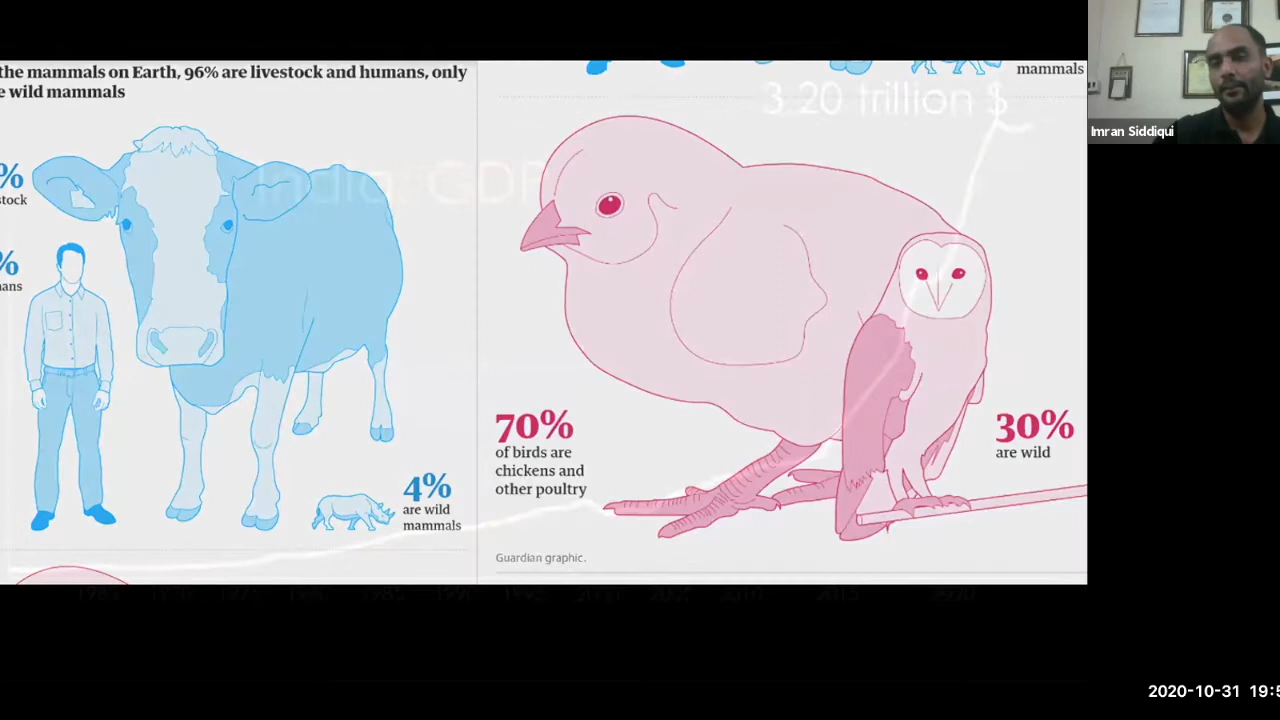 the mammals on Earth, 96% are livestock and humans, only
e wild mammals
%
stock
%
ans
4%
are wild
mammals
mammals
3.20 trillion $
India
70%
of birds are
chickens and
other poultry
30%
are wild
Guardian graphic.
Imran Siddiqui
2020-10-31 19:5